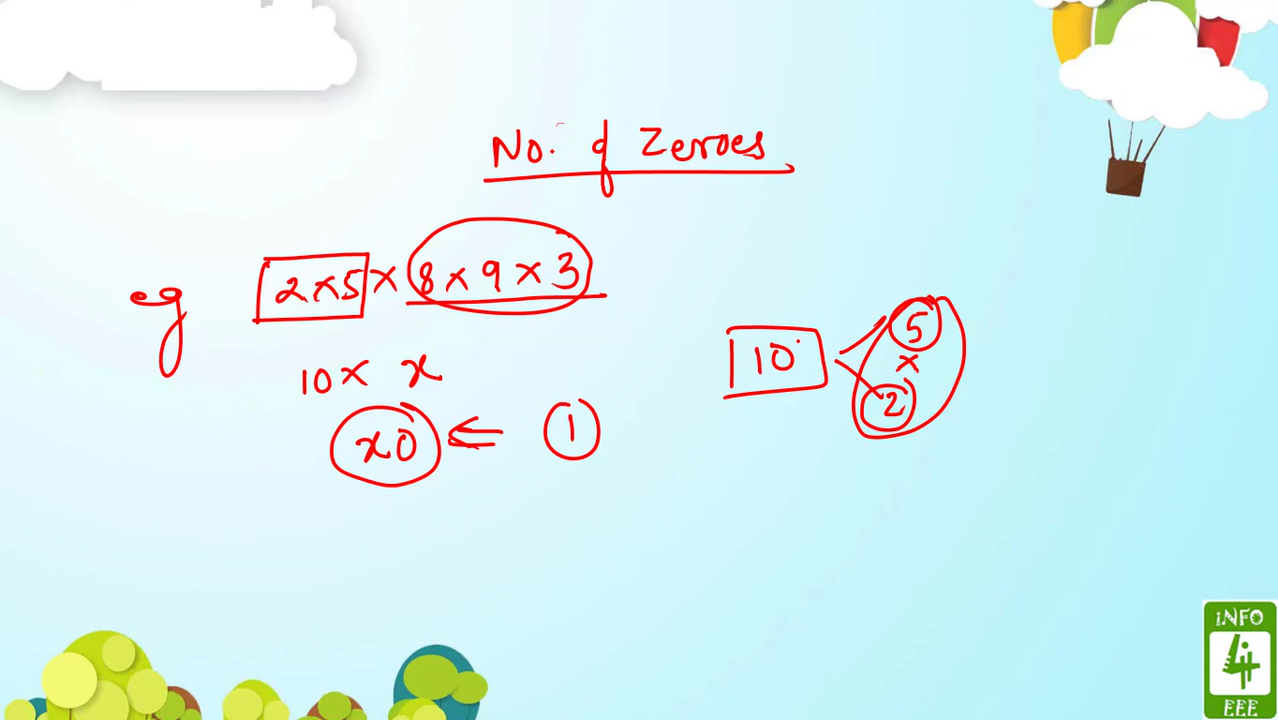 No. of Zeroes
eg 2×5 × 8×9×3
10× x
x0 ⇐ 1
10 5
×
2
iNFO
4
EEE